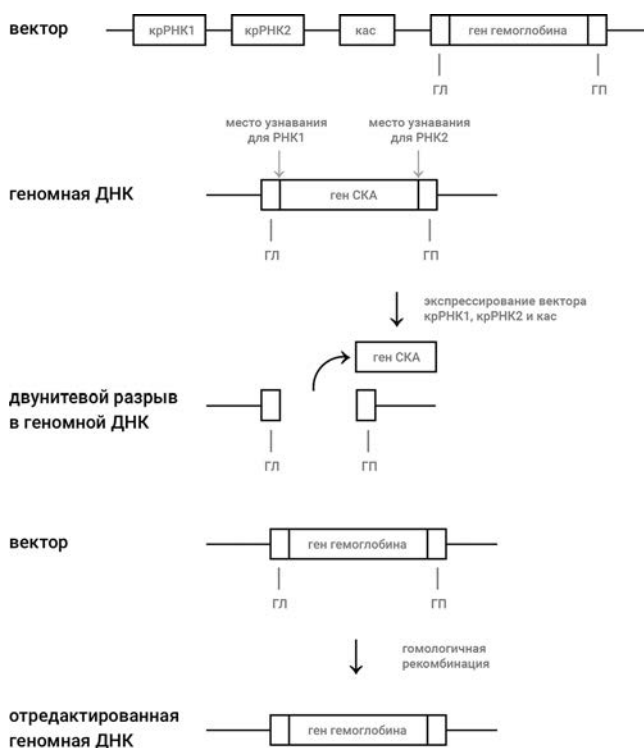 вектор
крРНК1
крРНК2
кас
ген гемоглобина
ГЛ
ГП
место узнавания
для РНК1
место узнавания
для РНК2
геномная ДНК
ген СКА
ГЛ
ГП
экспрессирование вектора
крРНК1, крРНК2 и кас
ген СКА
двунитевой разрыв
в геномной ДНК
ГЛ
ГП
вектор
ген гемоглобина
ГЛ
ГП
гомологичная
рекомбинация
отредактированная
геномная ДНК
ген гемоглобина